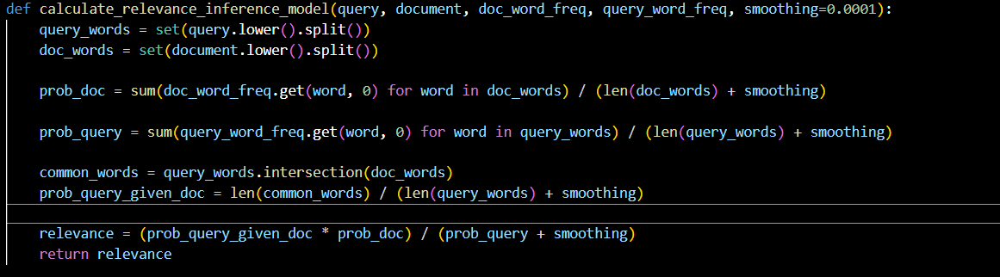 def calculate_relevance_inference_model(query, document, doc_word_freq, query_word_freq, smoothing=0.0001):
    query_words = set(query.lower().split())
    doc_words = set(document.lower().split())

    prob_doc = sum(doc_word_freq.get(word, 0) for word in doc_words) / (len(doc_words) + smoothing)

    prob_query = sum(query_word_freq.get(word, 0) for word in query_words) / (len(query_words) + smoothing)

    common_words = query_words.intersection(doc_words)
    prob_query_given_doc = len(common_words) / (len(query_words) + smoothing)

    relevance = (prob_query_given_doc * prob_doc) / (prob_query + smoothing)
    return relevance